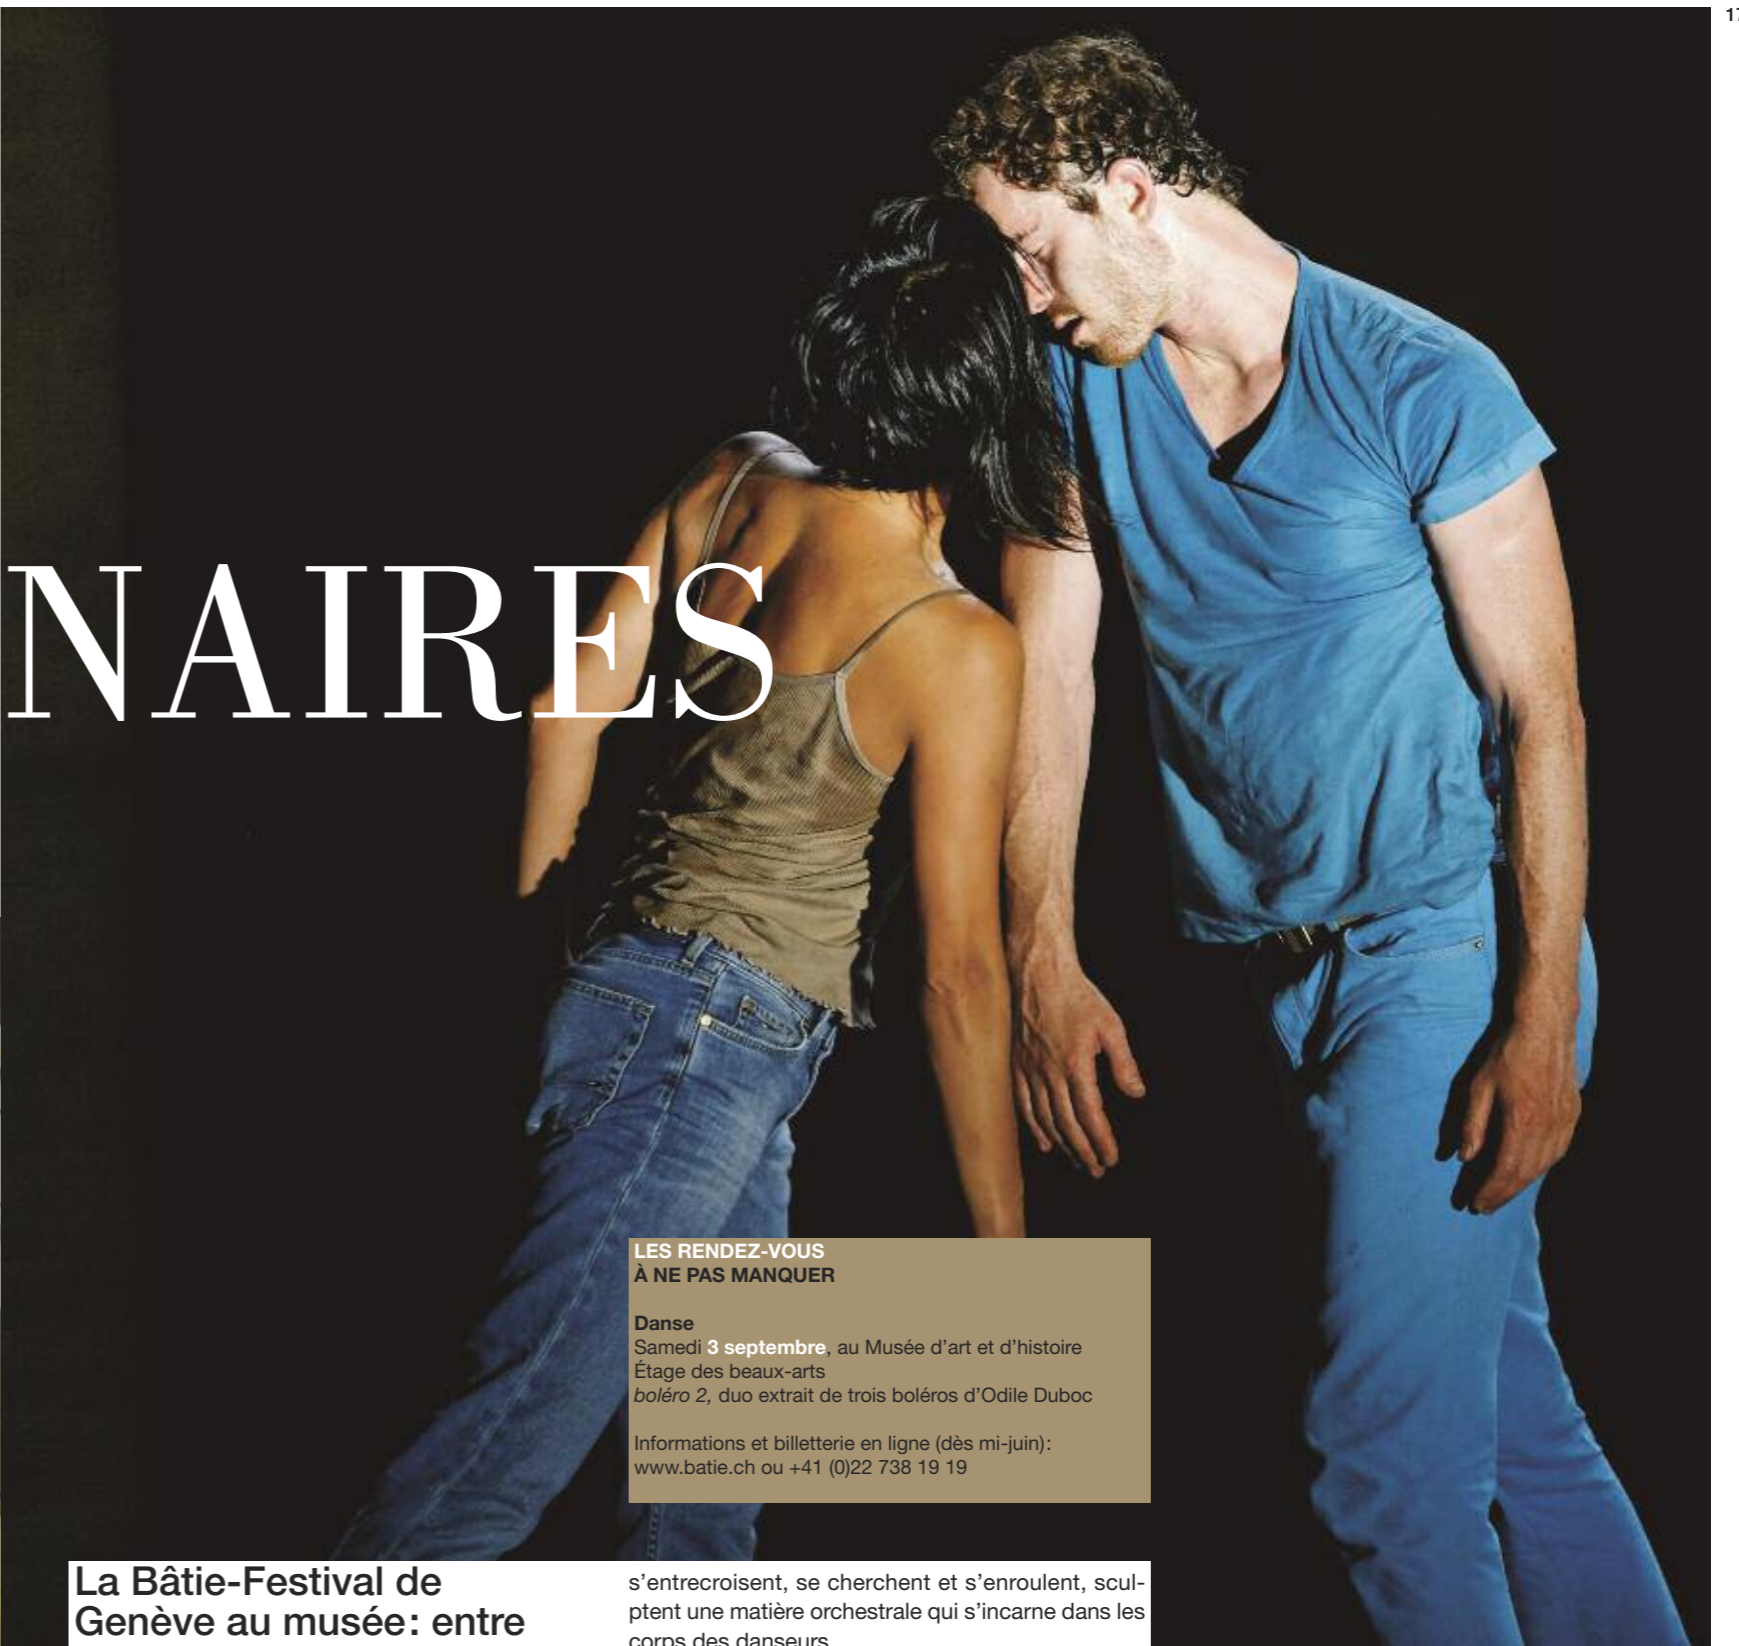 17
NAIRES
LES RENDEZ-VOUS
À NE PAS MANQUER
Danse
Samedi 3 septembre, au Musée d'art et d'histoire
Étage des beaux-arts
boléro 2, duo extrait de trois boléros d'Odile Duboc
Informations et billetterie en ligne (dès mi-juin):
www.batie.ch ou +41 (0)22 738 19 19
La Bâtie-Festival de
Genève au musée: entre
s'entrecroisent, se cherchent et s'enroulent, scul-
ptent une matière orchestrale qui s'incarne dans les
corps des danseurs